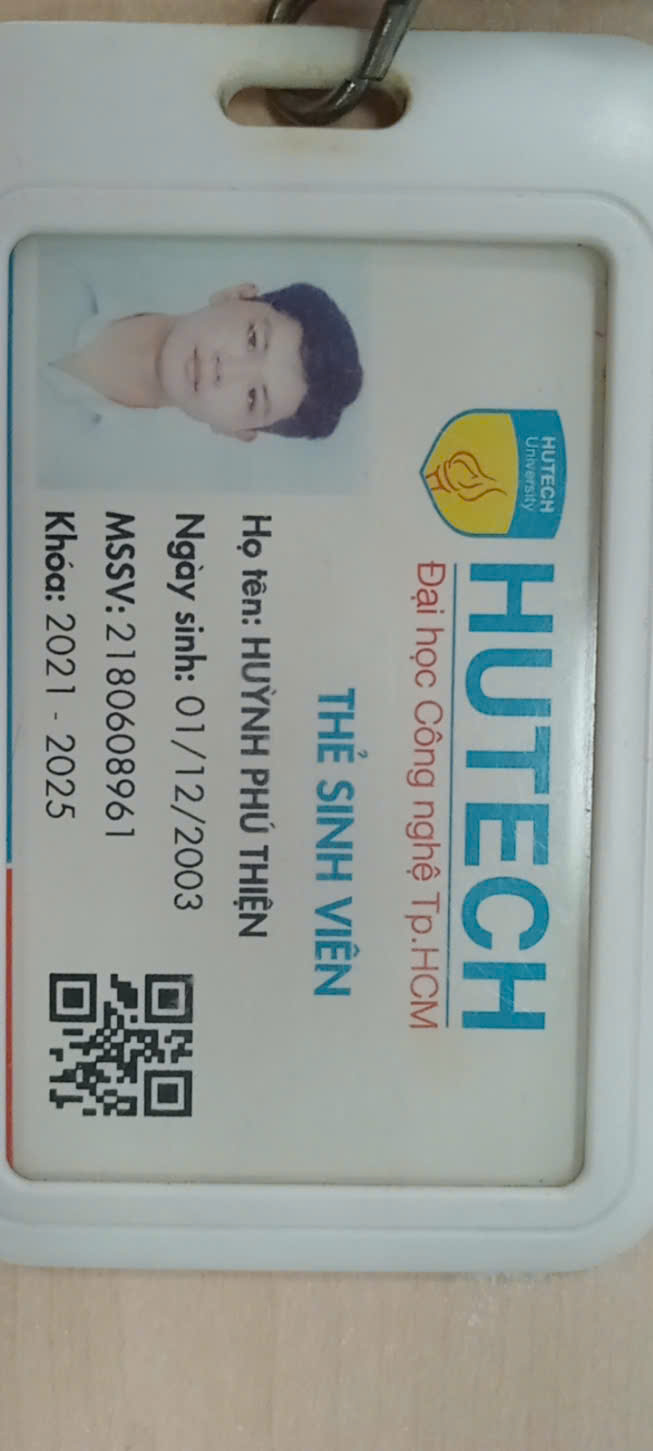 HUTECH
University
HUTECH
Đại học Công nghệ Tp.HCM
THẺ SINH VIÊN
Họ tên: HUỲNH PHÚ THIỆN
Ngày sinh: 01/12/2003
MSSV: 2180608961
Khóa: 2021 - 2025